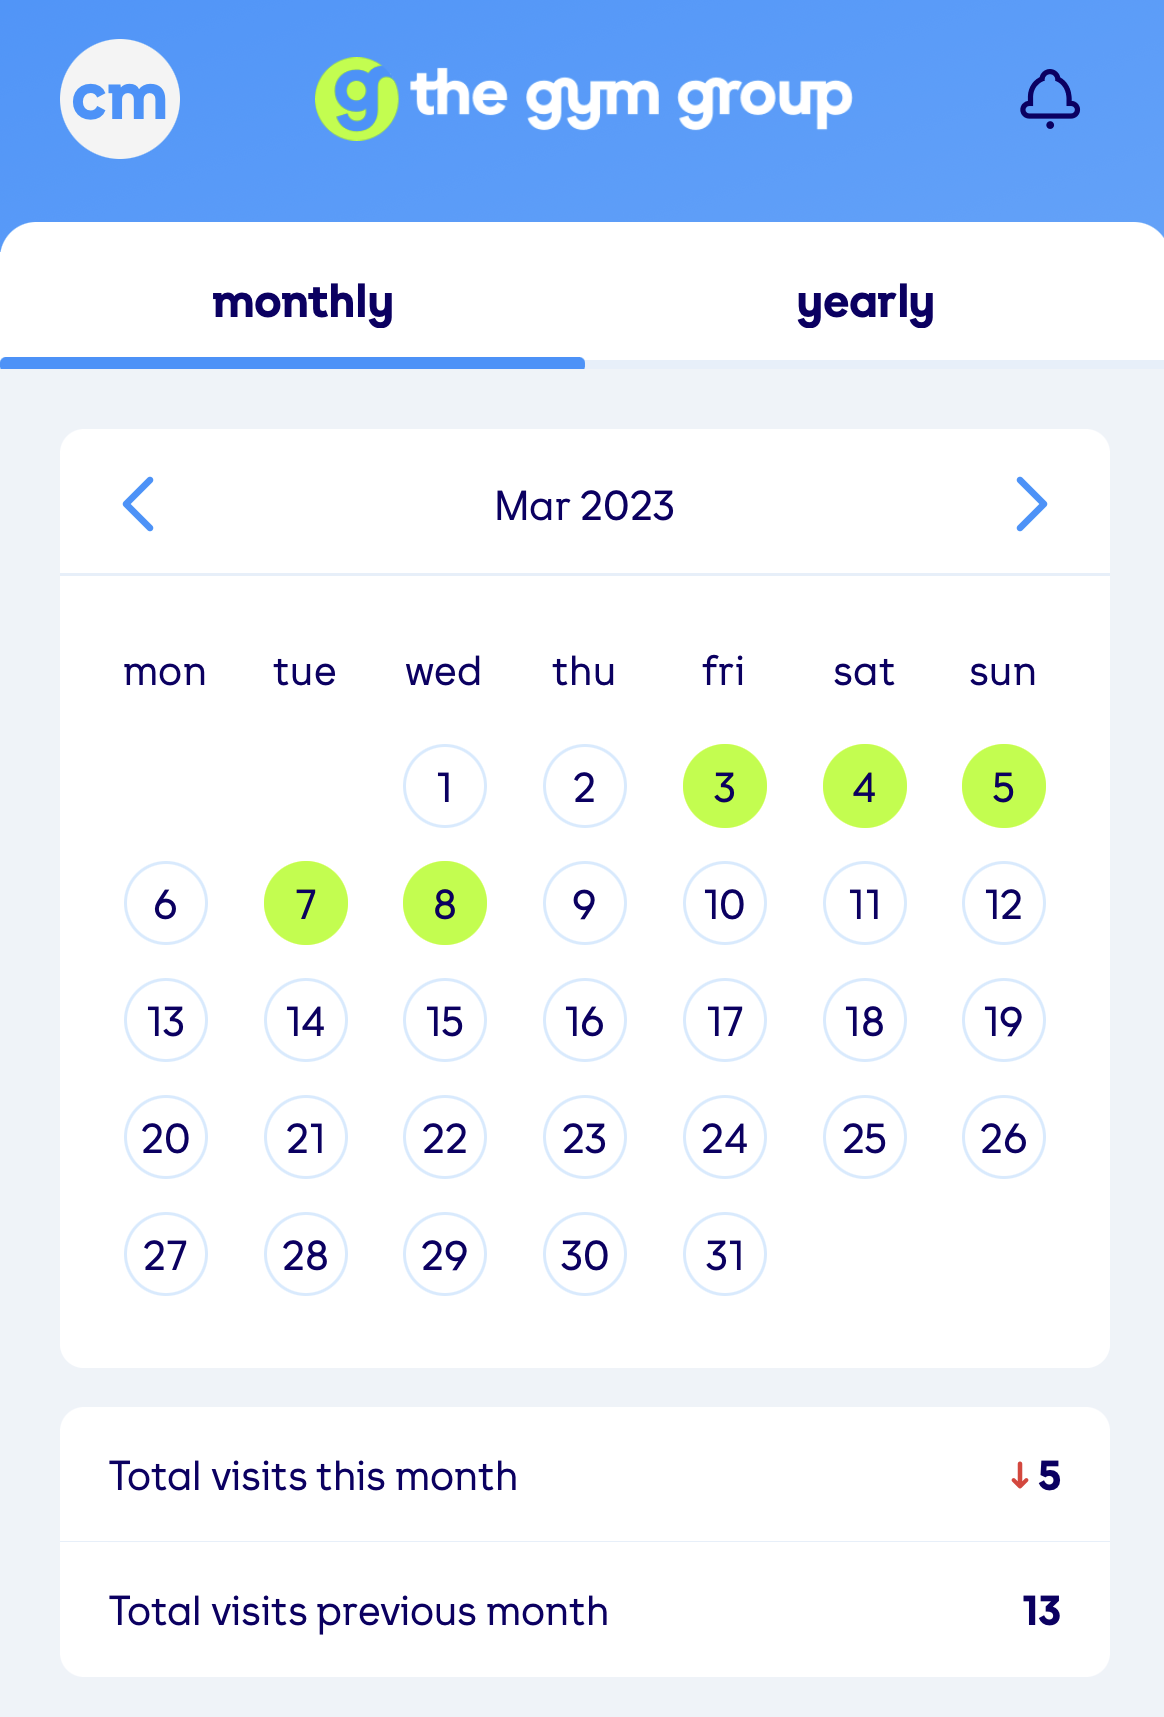 cm
the gym group
monthly yearly
Mar 2023
mon tue wed thu fri sat sun
1 2 3 4 5
6 7 8 9 10 11 12
13 14 15 16 17 18 19
20 21 22 23 24 25 26
27 28 29 30 31
Total visits this month ↓ 5
Total visits previous month 13